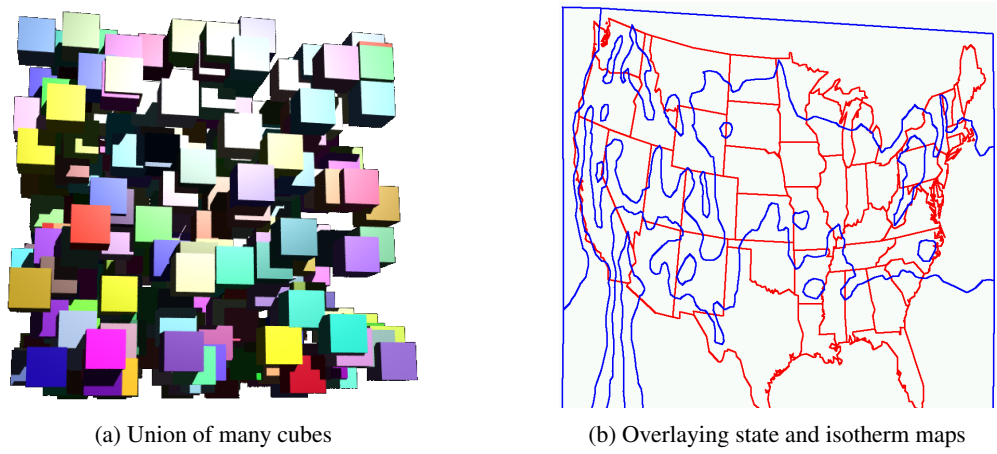 (a) Union of many cubes
(b) Overlaying state and isotherm maps